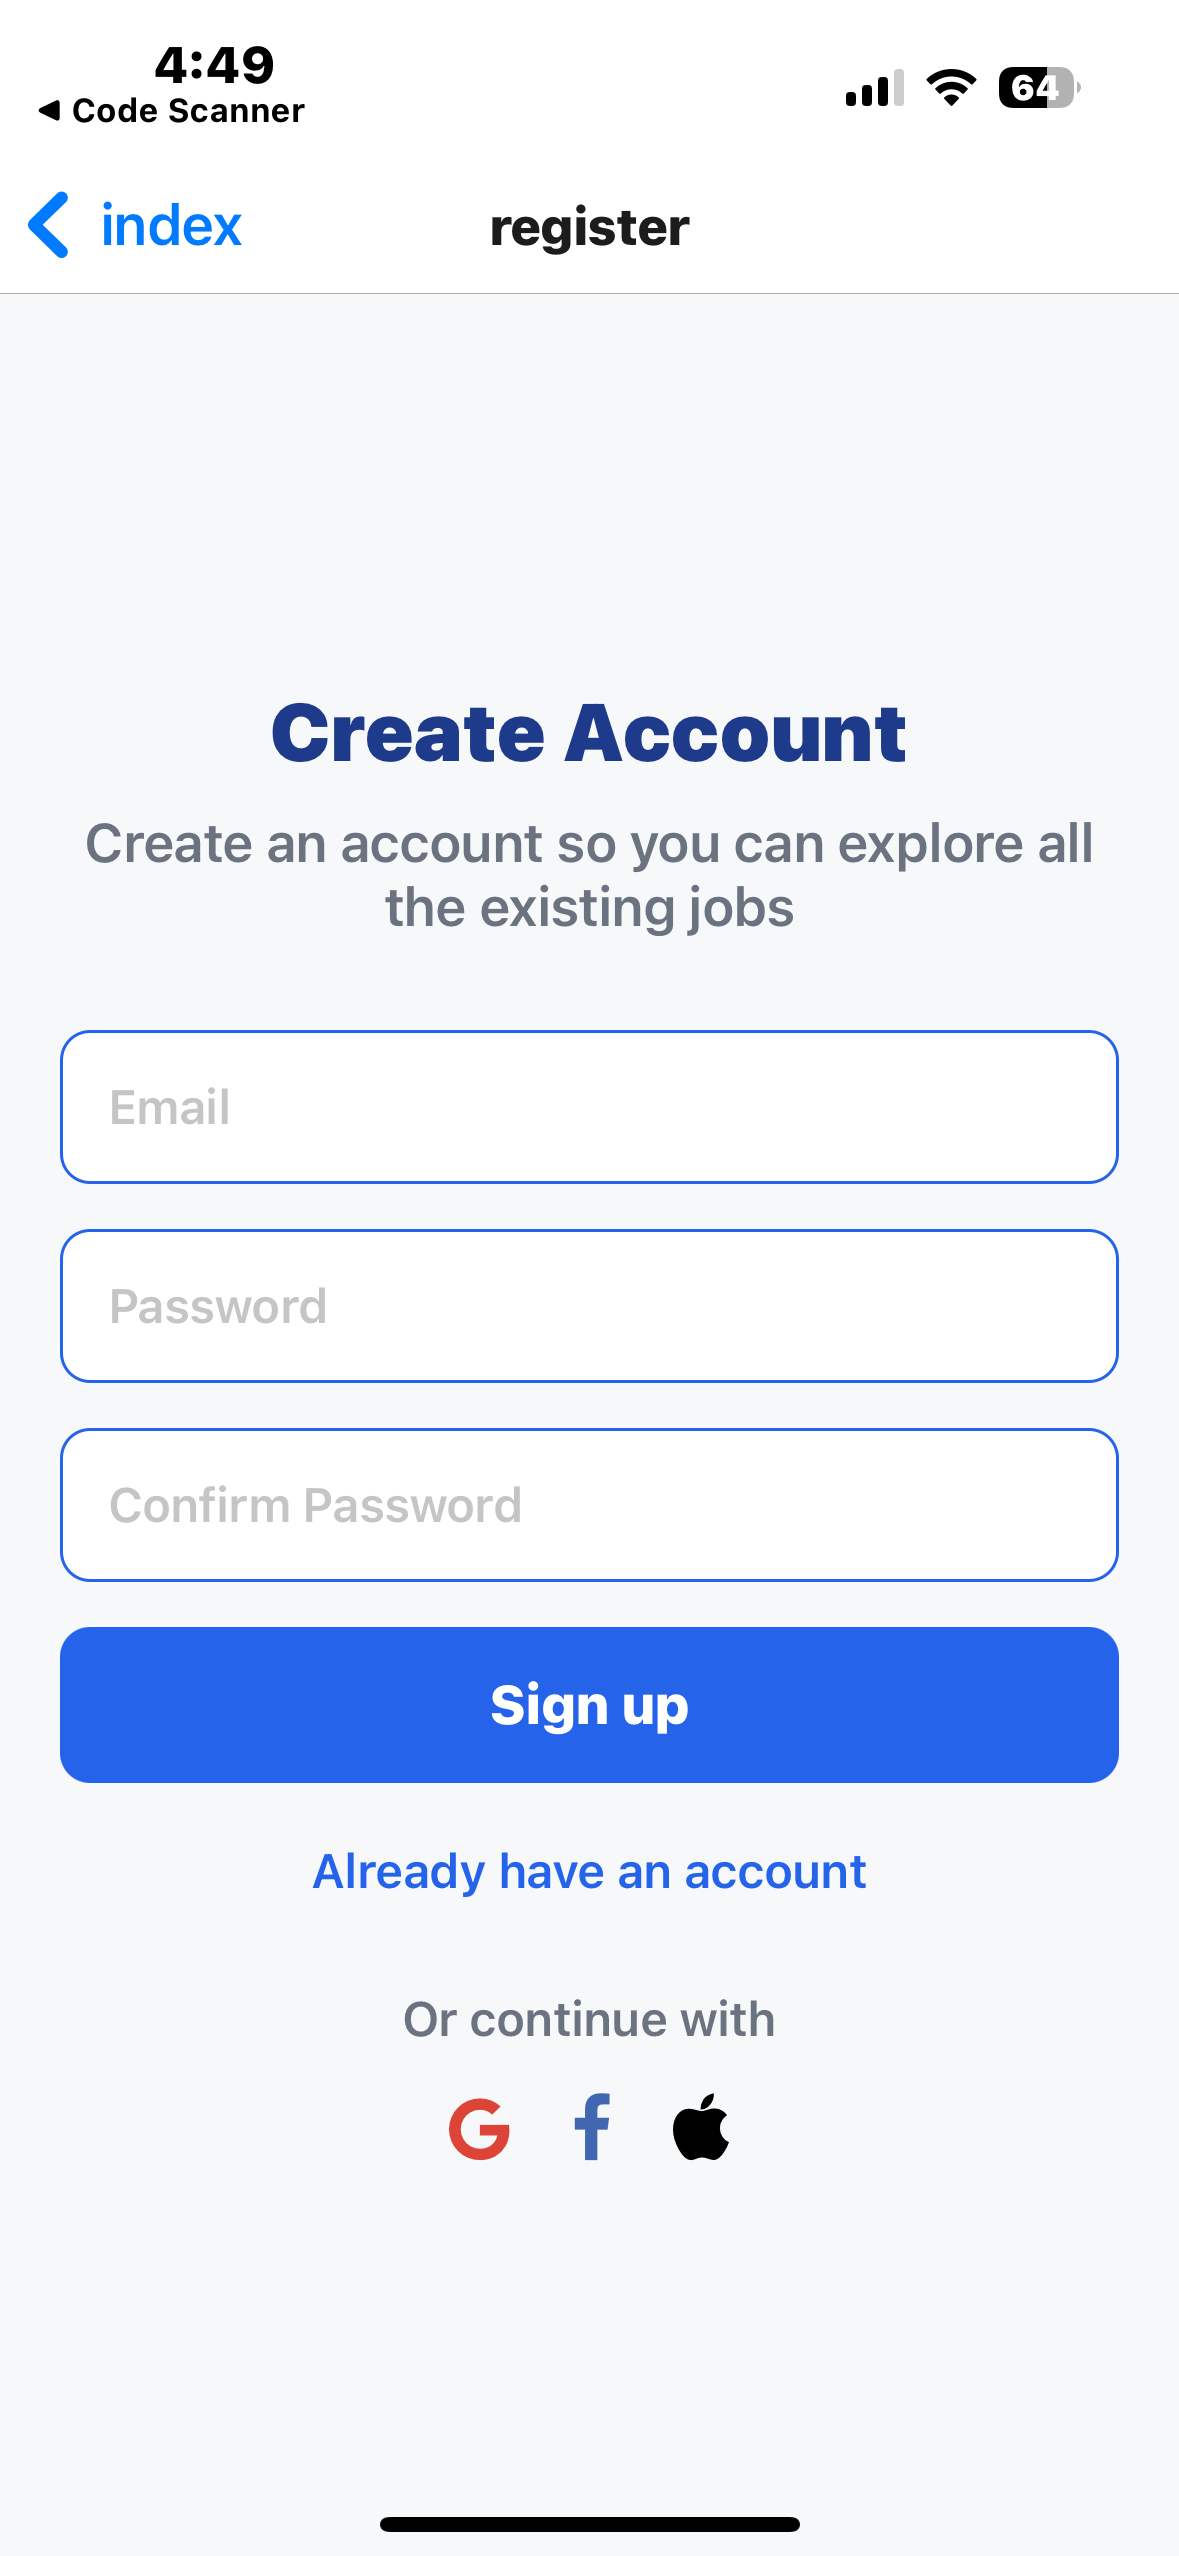 4:49
Code Scanner
64
index
register
Create Account
Create an account so you can explore all
the existing jobs
Email
Password
Confirm Password
Sign up
Already have an account
Or continue with